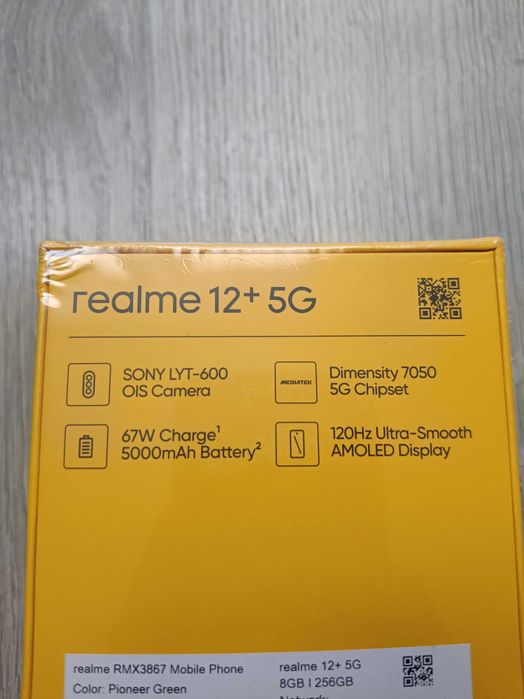 realme 12+ 5G
SONY LYT-600
OIS Camera
MEDIATEK
Dimensity 7050
5G Chipset
67W Charge¹
5000mAh Battery²
120Hz Ultra-Smooth
AMOLED Display
realme RMX3867 Mobile Phone
Color: Pioneer Green
realme 12+ 5G
8GB | 256GB
Network: